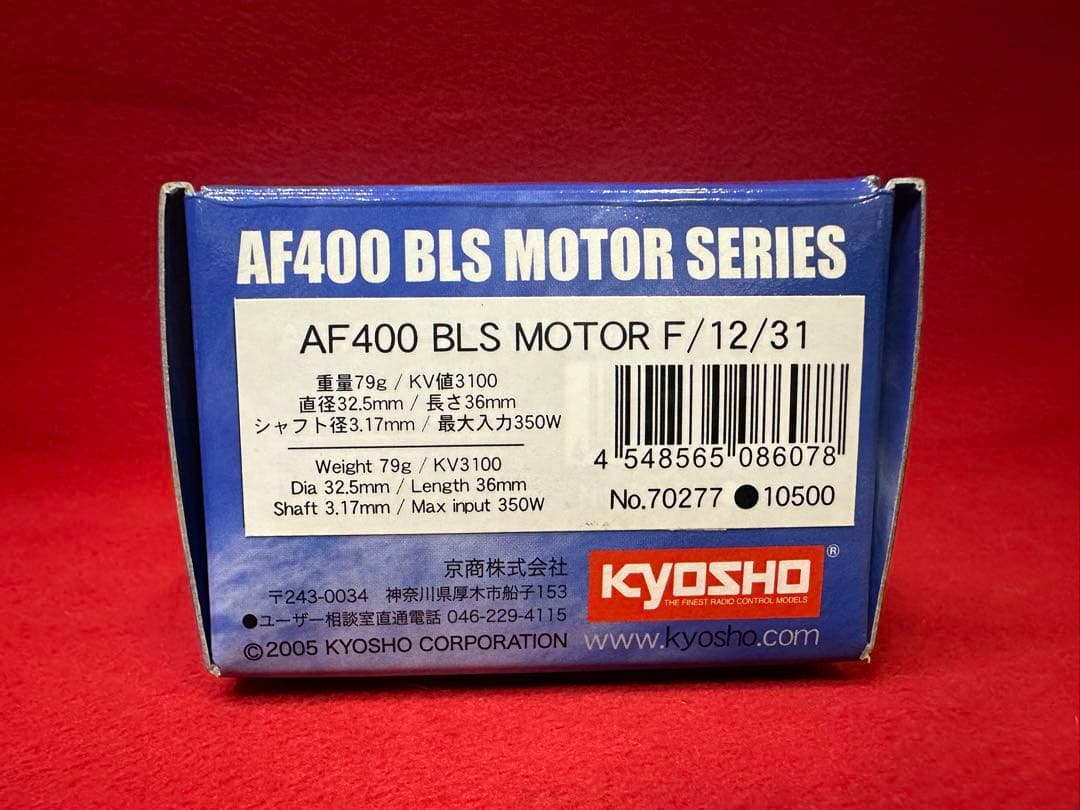 AF400 BLS MOTOR SERIES
AF400 BLS MOTOR F/12/31
重量79g / KV値3100
直径32.5mm / 長さ36mm
シャフト径3.17mm / 最大入力350W
Weight 79g / KV3100
Dia 32.5mm / Length 36mm
Shaft 3.17mm / Max input 350W
4 548565 086078
No.70277 ●10500
京商株式会社
〒243-0034 神奈川県厚木市船子153
●ユーザー相談室直通電話 046-229-4115
©2005 KYOSHO CORPORATION
KYOSHO®
THE FINEST RADIO CONTROL MODELS
www.kyosho.com